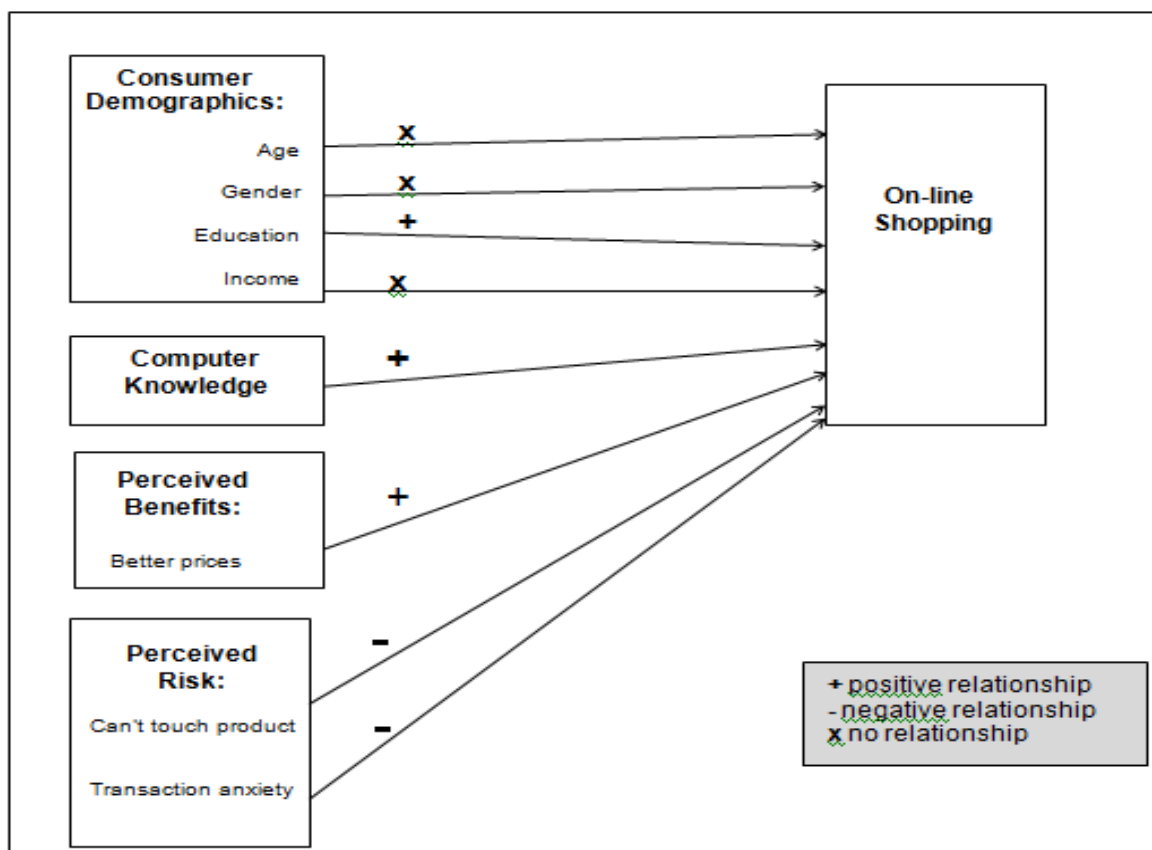 Consumer
Demographics:
Age
x
Gender
x
Education
+
Income
x
Computer
Knowledge
+
Perceived
Benefits:
Better prices
+
Perceived
Risk:
Can't touch product
-
Transaction anxiety
-
On-line
Shopping
+ positive relationship
- negative relationship
x no relationship